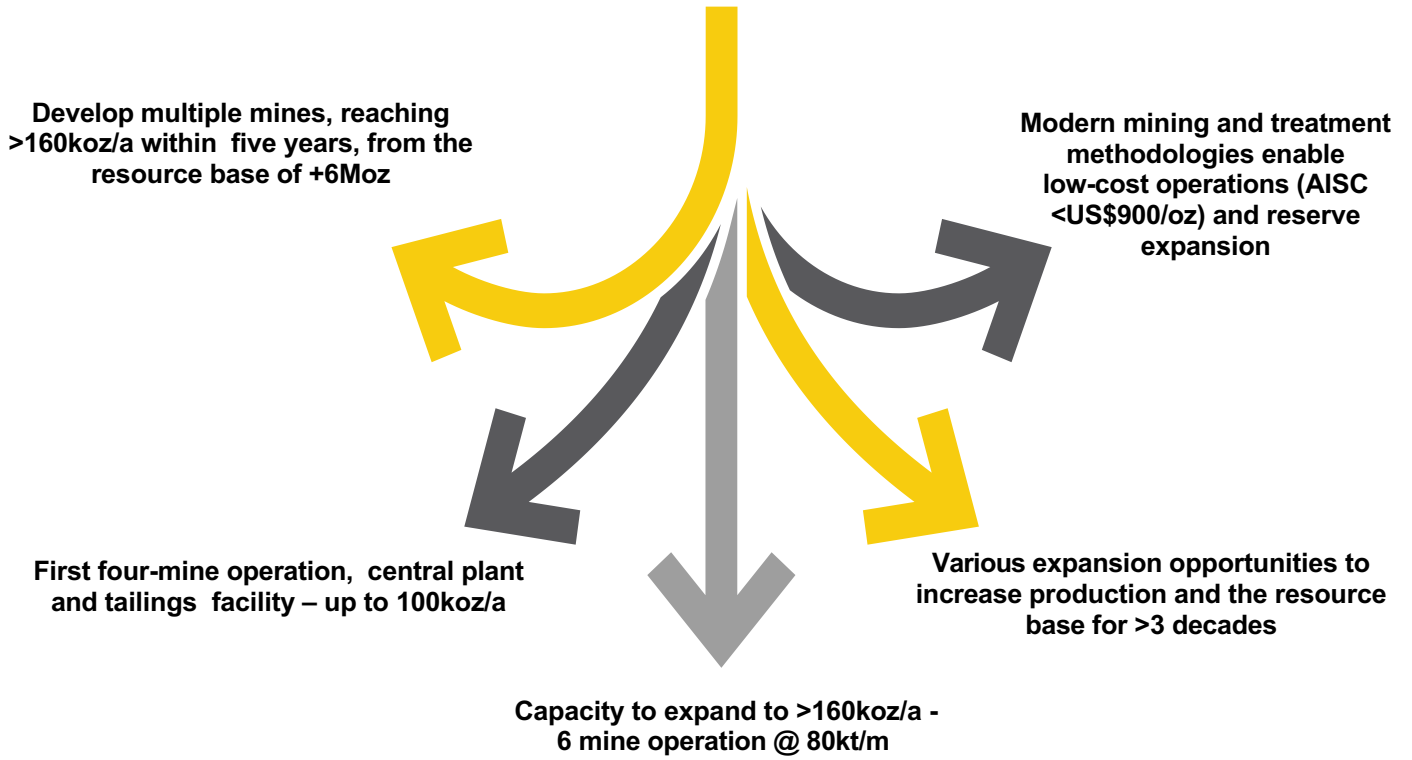 Develop multiple mines, reaching
>160koz/a within five years, from the
resource base of +6Moz
Modern mining and treatment
methodologies enable
low-cost operations (AISC
<US$900/oz) and reserve
expansion
First four-mine operation, central plant
and tailings facility – up to 100koz/a
Various expansion opportunities to
increase production and the resource
base for >3 decades
Capacity to expand to >160koz/a -
6 mine operation @ 80kt/m